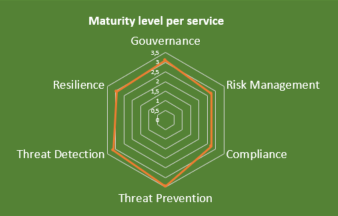 Maturity level per service
Gouvernance
3,5
3
2,5
2
1,5
1
0,5
0
Resilience
Risk Management
Threat Detection
Compliance
Threat Prevention